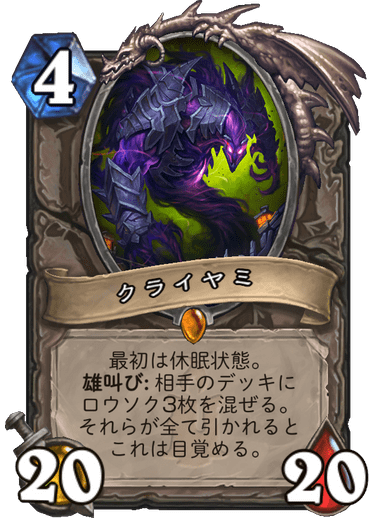 4
クライヤミ
最初は休眠状態。
雄叫び: 相手のデッキに
ロウソク3枚を混ぜる。
それらが全て引かれると
これは目覚める。
20
20